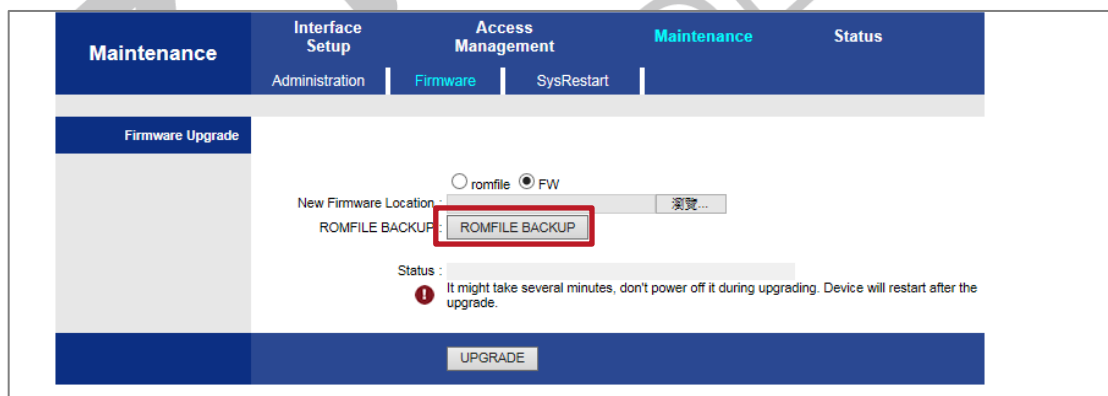 Maintenance
Interface Setup
Access Management
Maintenance
Status
Administration
Firmware
SysRestart
Firmware Upgrade
romfile FW
New Firmware Location : 瀏覽...
ROMFILE BACKUP : ROMFILE BACKUP
Status :
It might take several minutes, don't power off it during upgrading. Device will restart after the
upgrade.
UPGRADE